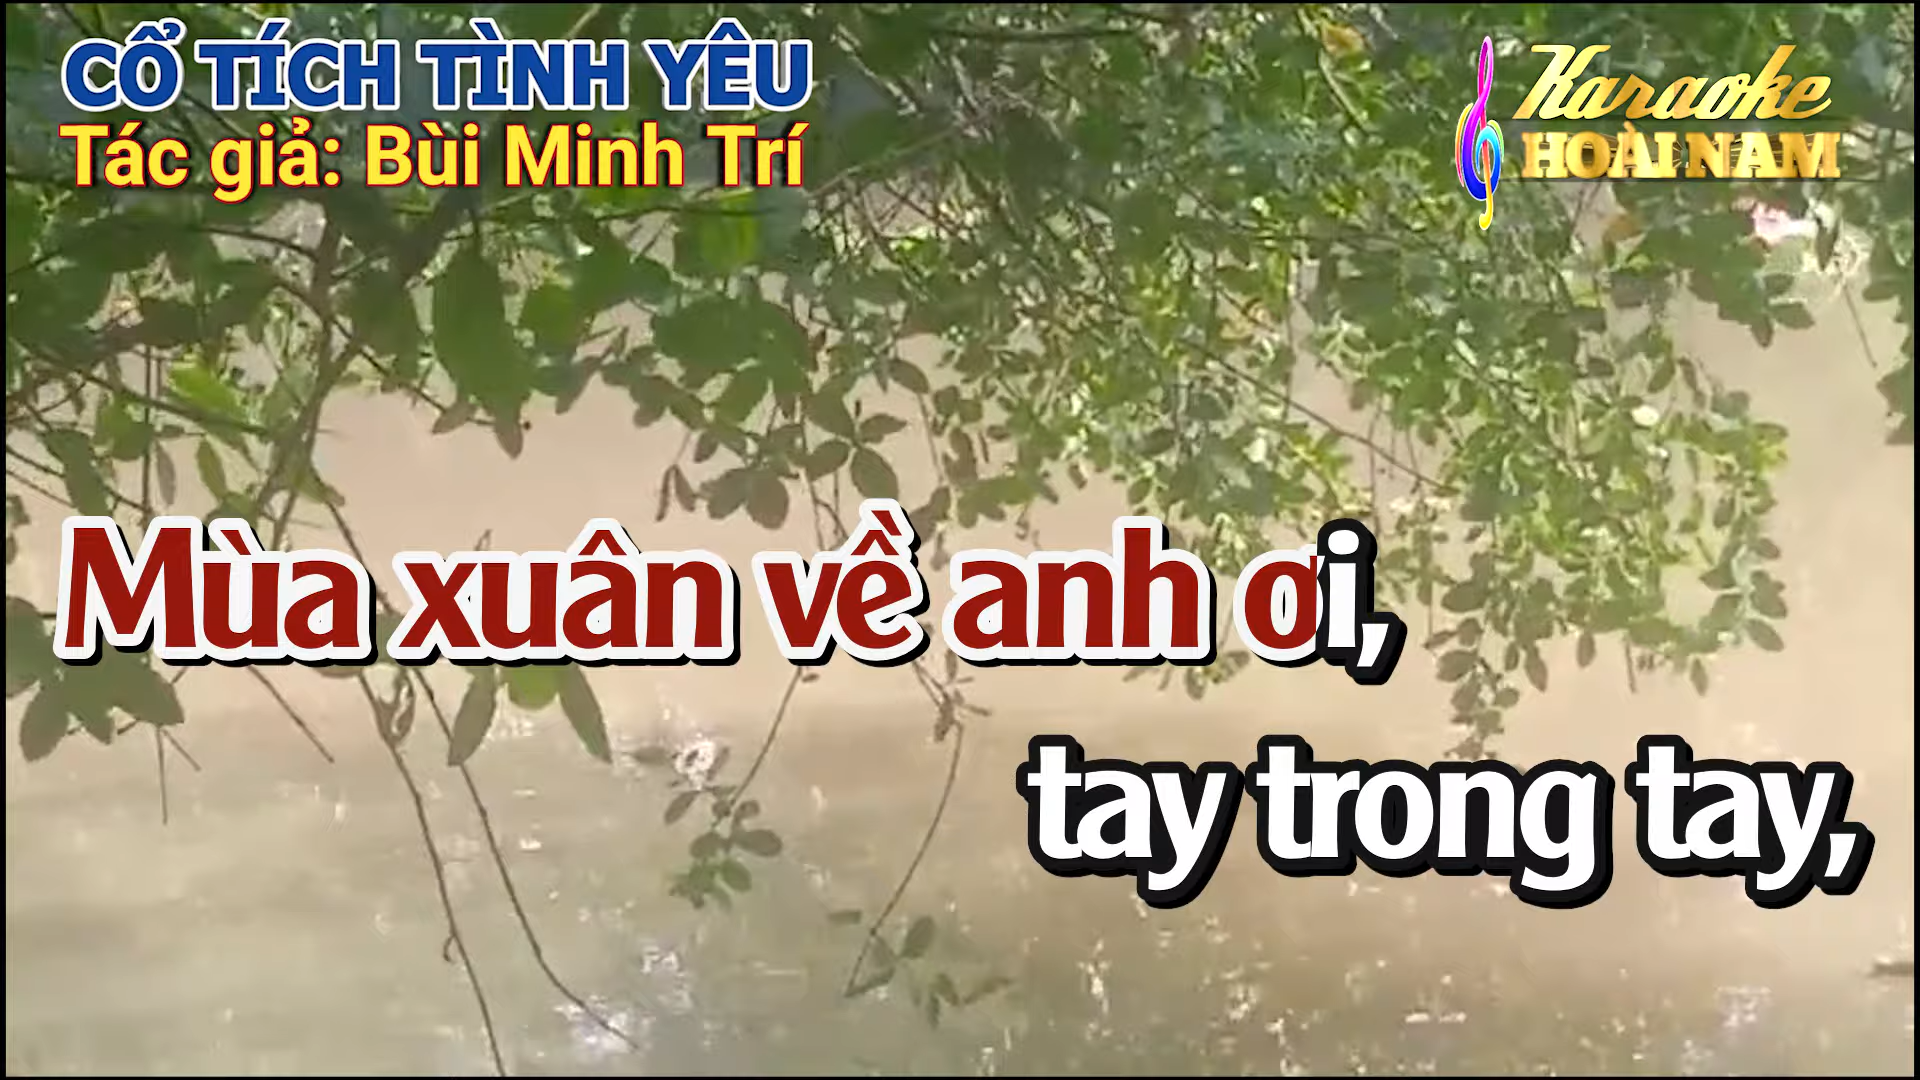 CỔ TÍCH TÌNH YÊU
Tác giả: Bùi Minh Trí
Karaoke
HOÀI NAM
Mùa xuân về anh ơi,
tay trong tay,